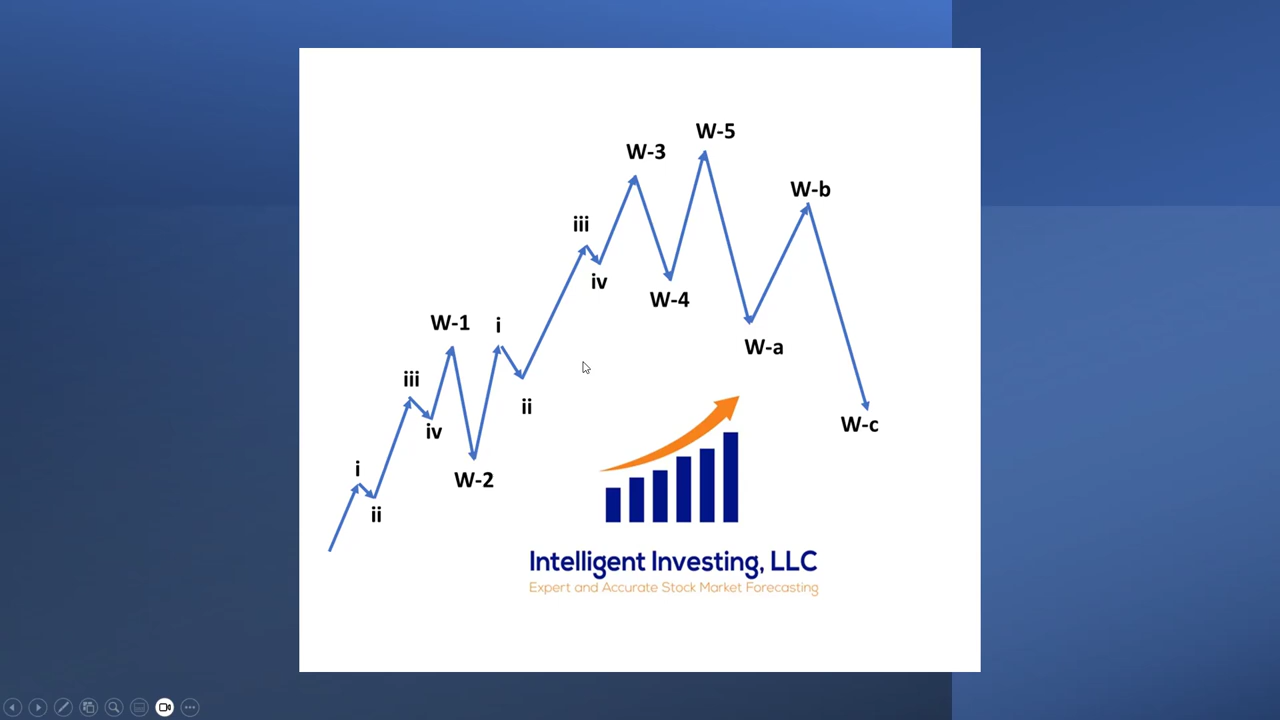 W-5
W-3
W-b
iii
iv
W-4
W-1
i
W-a
iii
ii
iv
W-c
i
W-2
ii
Intelligent Investing, LLC
Expert and Accurate Stock Market Forecasting